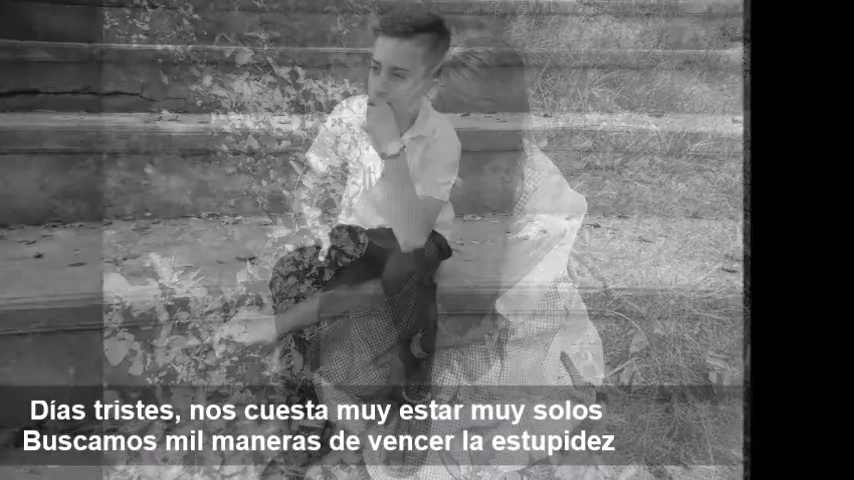 Días tristes, nos cuesta muy estar muy solos
Buscamos mil maneras de vencer la estupidez